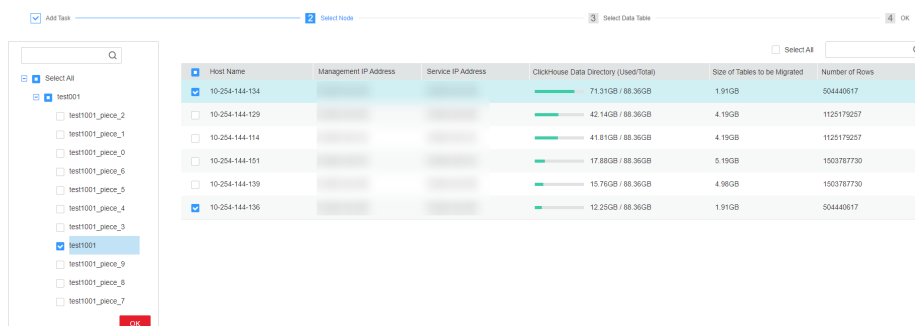 Add Task
2 Select Node
3 Select Data Table
4 OK
Select All
Select All
test001
test1001_piece_2
test1001_piece_1
test1001_piece_0
test1001_piece_6
test1001_piece_5
test1001_piece_4
test1001_piece_3
test1001
test1001_piece_9
test1001_piece_8
test1001_piece_7
OK
Host Name Management IP Address Service IP Address ClickHouse Data Directory (Used/Total) Size of Tables to be Migrated Number of Rows
10-254-144-134 71.31GB / 88.36GB 1.91GB 504440617
10-254-144-129 42.14GB / 88.36GB 4.19GB 1125179257
10-254-144-114 41.81GB / 88.36GB 4.19GB 1125179257
10-254-144-151 17.88GB / 88.36GB 5.19GB 1503787730
10-254-144-139 15.76GB / 88.36GB 4.98GB 1503787730
10-254-144-136 12.25GB / 88.36GB 1.91GB 504440617